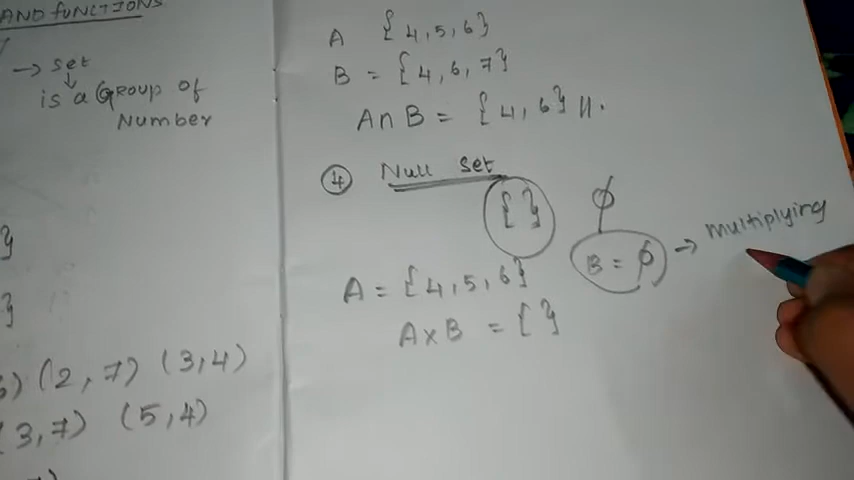 AND FUNCTIONS
→ set
is a Group of
Number
}
}
) (2,7) (3,4)
(3,7) (5,4)
A {4,5,6}
B = {4,6,7}
A∩B = {4,6} //.
④ Null set
{ } ϕ
B = ϕ → Multiplying
A = {4,5,6}
A×B = { }